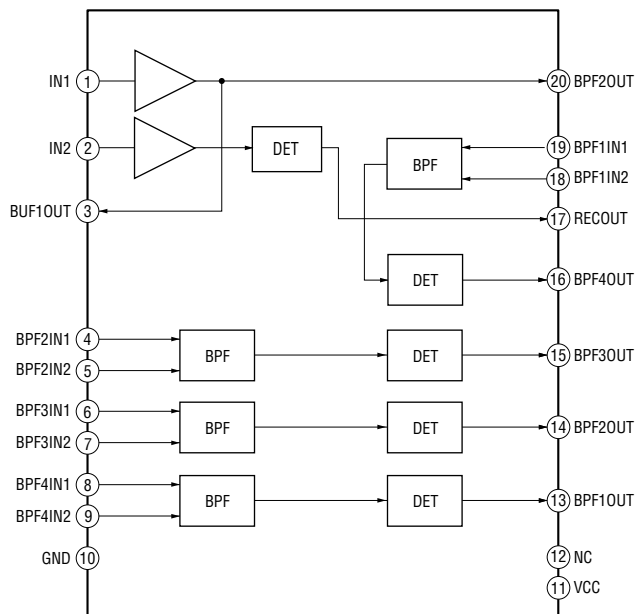 IN1 1
20 BPF2OUT
IN2 2
DET
BPF
19 BPF1IN1
18 BPF1IN2
BUF1OUT 3
17 RECOUT
DET
16 BPF4OUT
BPF2IN1 4
BPF2IN2 5
BPF
DET
15 BPF3OUT
BPF3IN1 6
BPF3IN2 7
BPF
DET
14 BPF2OUT
BPF4IN1 8
BPF4IN2 9
BPF
DET
13 BPF1OUT
GND 10
12 NC
11 VCC